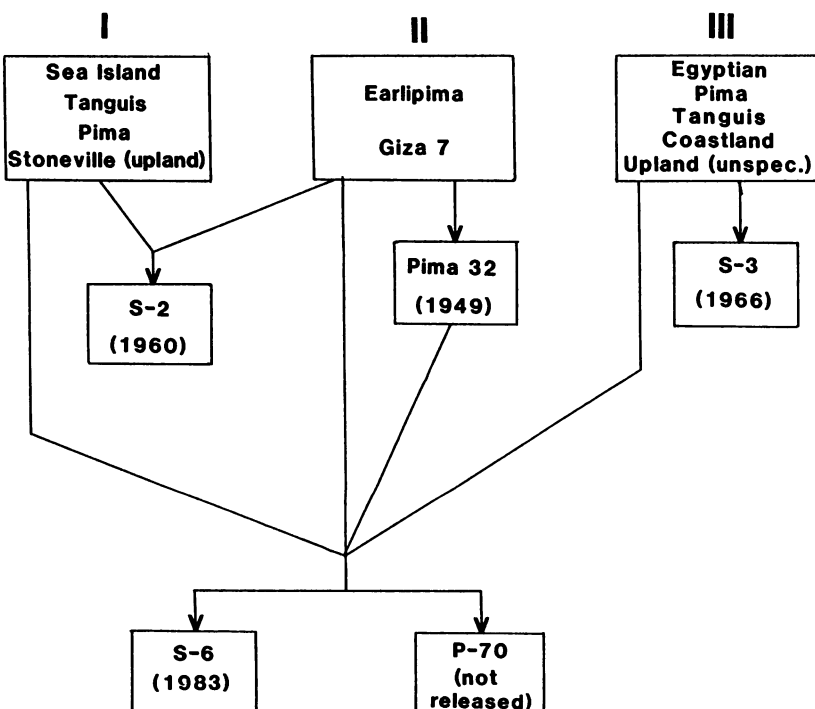 I
II
III
Sea Island
Tanguis
Pima
Stoneville (upland)
Earlipima
Giza 7
Egyptian
Pima
Tanguis
Coastland
Upland (unspec.)
S-2
(1960)
Pima 32
(1949)
S-3
(1966)
S-6
(1983)
P-70
(not
released)